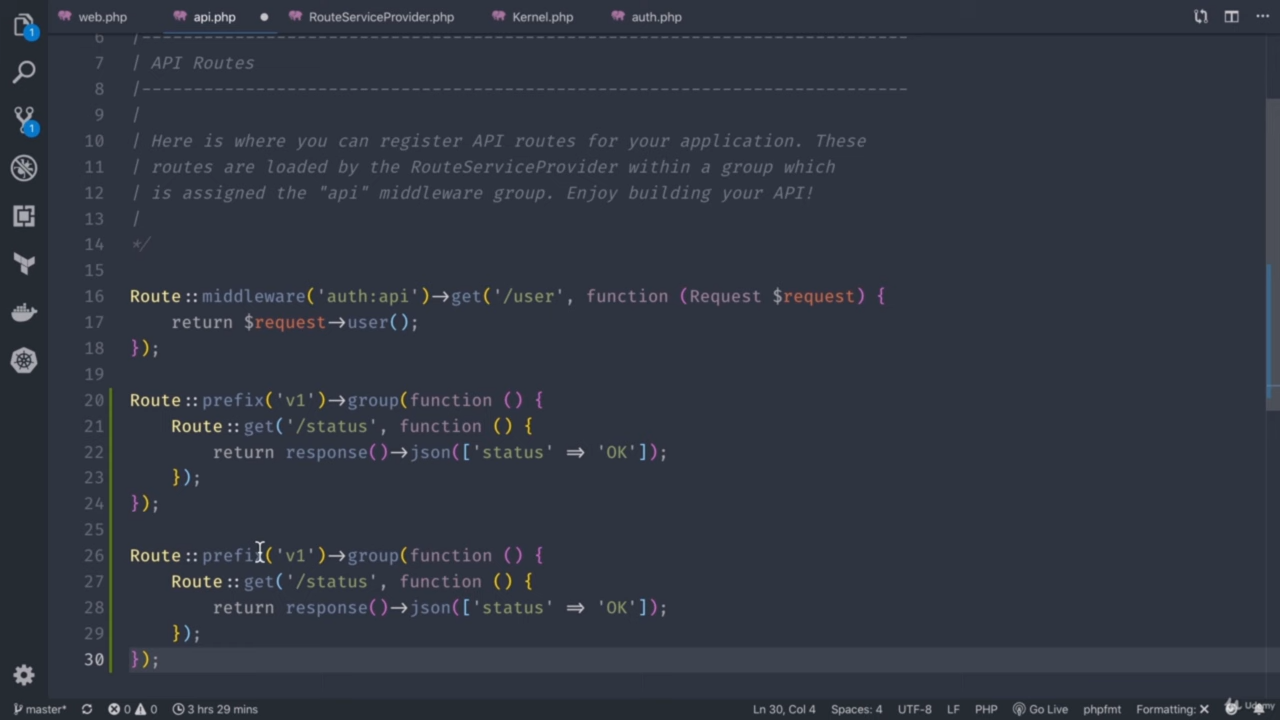 web.php api.php RouteServiceProvider.php Kernel.php auth.php
6 |--------------------------------------------------------------------------
7 | API Routes
8 |--------------------------------------------------------------------------
9 |
10 | Here is where you can register API routes for your application. These
11 | routes are loaded by the RouteServiceProvider within a group which
12 | is assigned the "api" middleware group. Enjoy building your API!
13 |
14 */
15
16 Route::middleware('auth:api')->get('/user', function (Request $request) {
17 return $request->user();
18 });
19
20 Route::prefix('v1')->group(function () {
21 Route::get('/status', function () {
22 return response()->json(['status' => 'OK']);
23 });
24 });
25
26 Route::prefix('v1')->group(function () {
27 Route::get('/status', function () {
28 return response()->json(['status' => 'OK']);
29 });
30 });
1
1
master* 0 0 3 hrs 29 mins Ln 30, Col 4 Spaces: 4 UTF-8 LF PHP Go Live phpfmt Formatting: ✕ Udemy